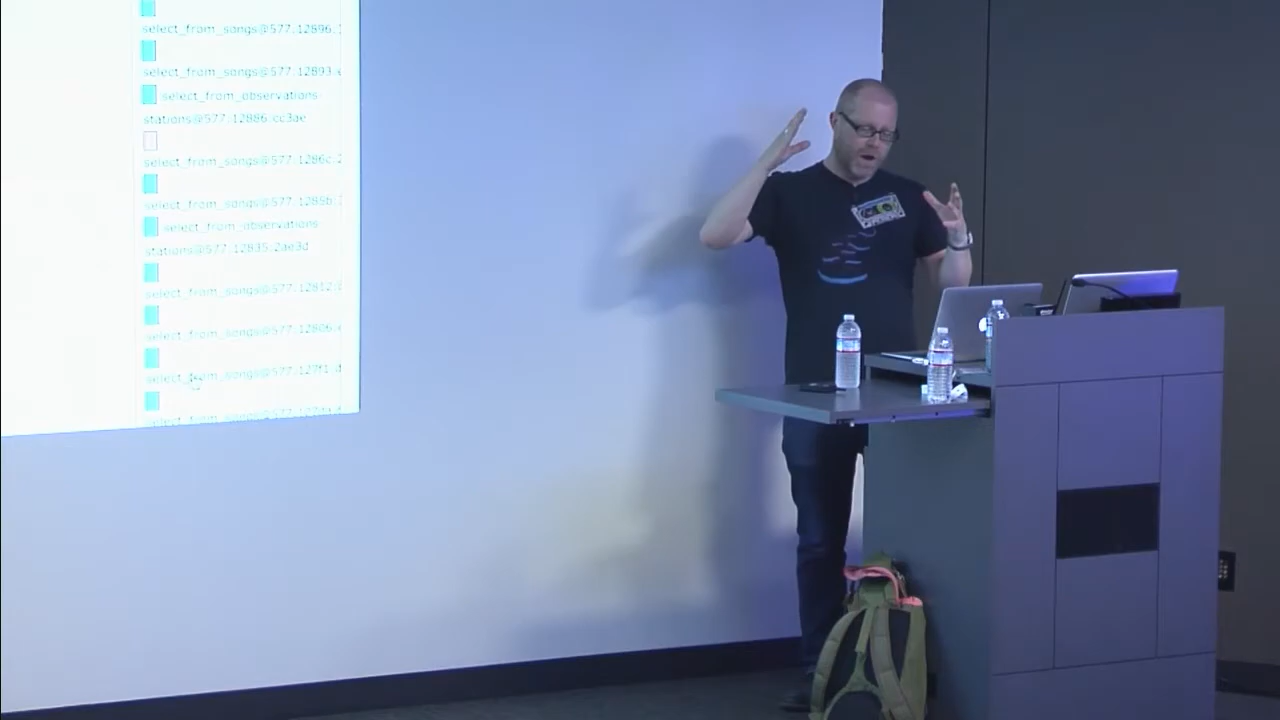 select_from_songs@577.12896.
select_from_songs@577.12893.
select_from_observations-
stations@577.12886.cc3ae
select_from_songs@577.1286c.2
select_from_songs@577.1285b.
select_from_observations
stations@577.12835.2ae3d
select_from_songs@577.12812.
select_from_songs@577.12806.
select_from_songs@577.127f1.d